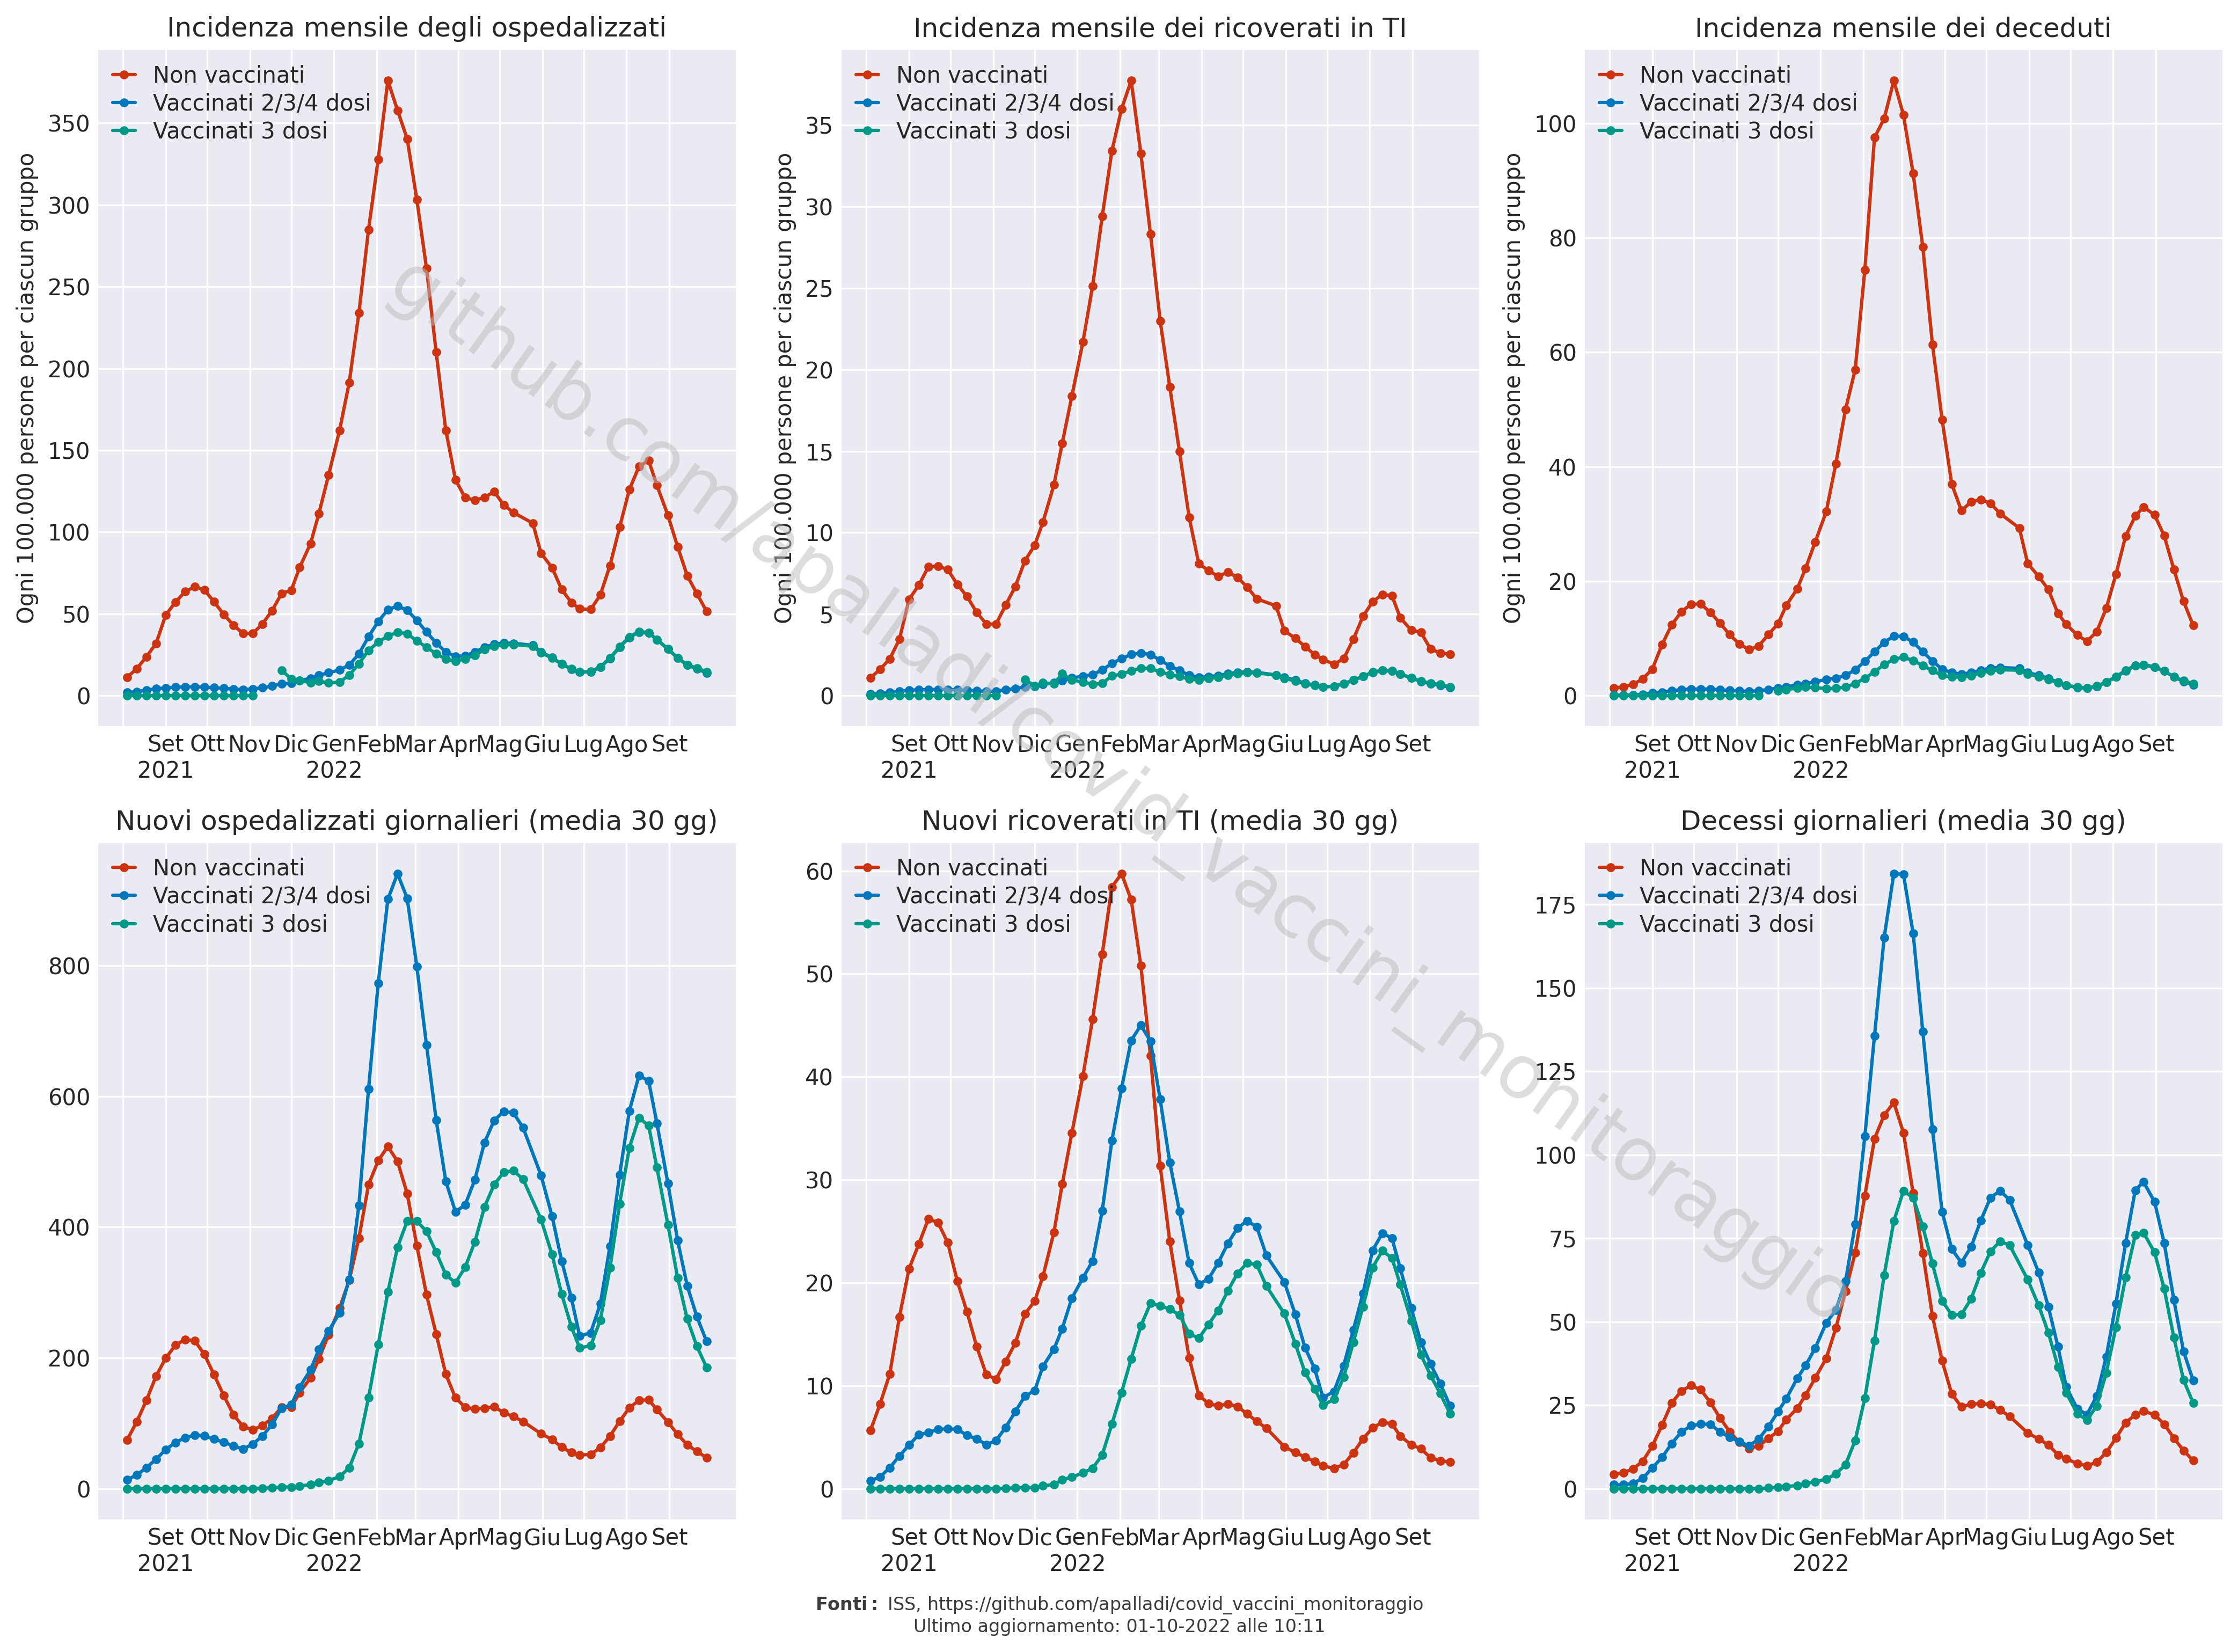 Incidenza mensile degli ospedalizzati
Non vaccinati
Vaccinati 2/3/4 dosi
Vaccinati 3 dosi
Ogni 100.000 persone per ciascun gruppo
350
300
250
200
150
100
50
0
Set Ott Nov Dic Gen Feb Mar Apr Mag Giu Lug Ago Set
2021 2022
Incidenza mensile dei ricoverati in TI
Non vaccinati
Vaccinati 2/3/4 dosi
Vaccinati 3 dosi
Ogni 100.000 persone per ciascun gruppo
35
30
25
20
15
10
5
0
Set Ott Nov Dic Gen Feb Mar Apr Mag Giu Lug Ago Set
2021 2022
Incidenza mensile dei deceduti
Non vaccinati
Vaccinati 2/3/4 dosi
Vaccinati 3 dosi
Ogni 100.000 persone per ciascun gruppo
100
80
60
40
20
0
Set Ott Nov Dic Gen Feb Mar Apr Mag Giu Lug Ago Set
2021 2022
github.com/apalladi/covid_vaccini_monitoraggio
Nuovi ospedalizzati giornalieri (media 30 gg)
Non vaccinati
Vaccinati 2/3/4 dosi
Vaccinati 3 dosi
800
600
400
200
0
Set Ott Nov Dic Gen Feb Mar Apr Mag Giu Lug Ago Set
2021 2022
Nuovi ricoverati in TI (media 30 gg)
Non vaccinati
Vaccinati 2/3/4 dosi
Vaccinati 3 dosi
60
50
40
30
20
10
0
Set Ott Nov Dic Gen Feb Mar Apr Mag Giu Lug Ago Set
2021 2022
Decessi giornalieri (media 30 gg)
Non vaccinati
Vaccinati 2/3/4 dosi
Vaccinati 3 dosi
175
150
125
100
75
50
25
0
Set Ott Nov Dic Gen Feb Mar Apr Mag Giu Lug Ago Set
2021 2022
Fonti: ISS, https://github.com/apalladi/covid_vaccini_monitoraggio
Ultimo aggiornamento: 01-10-2022 alle 10:11